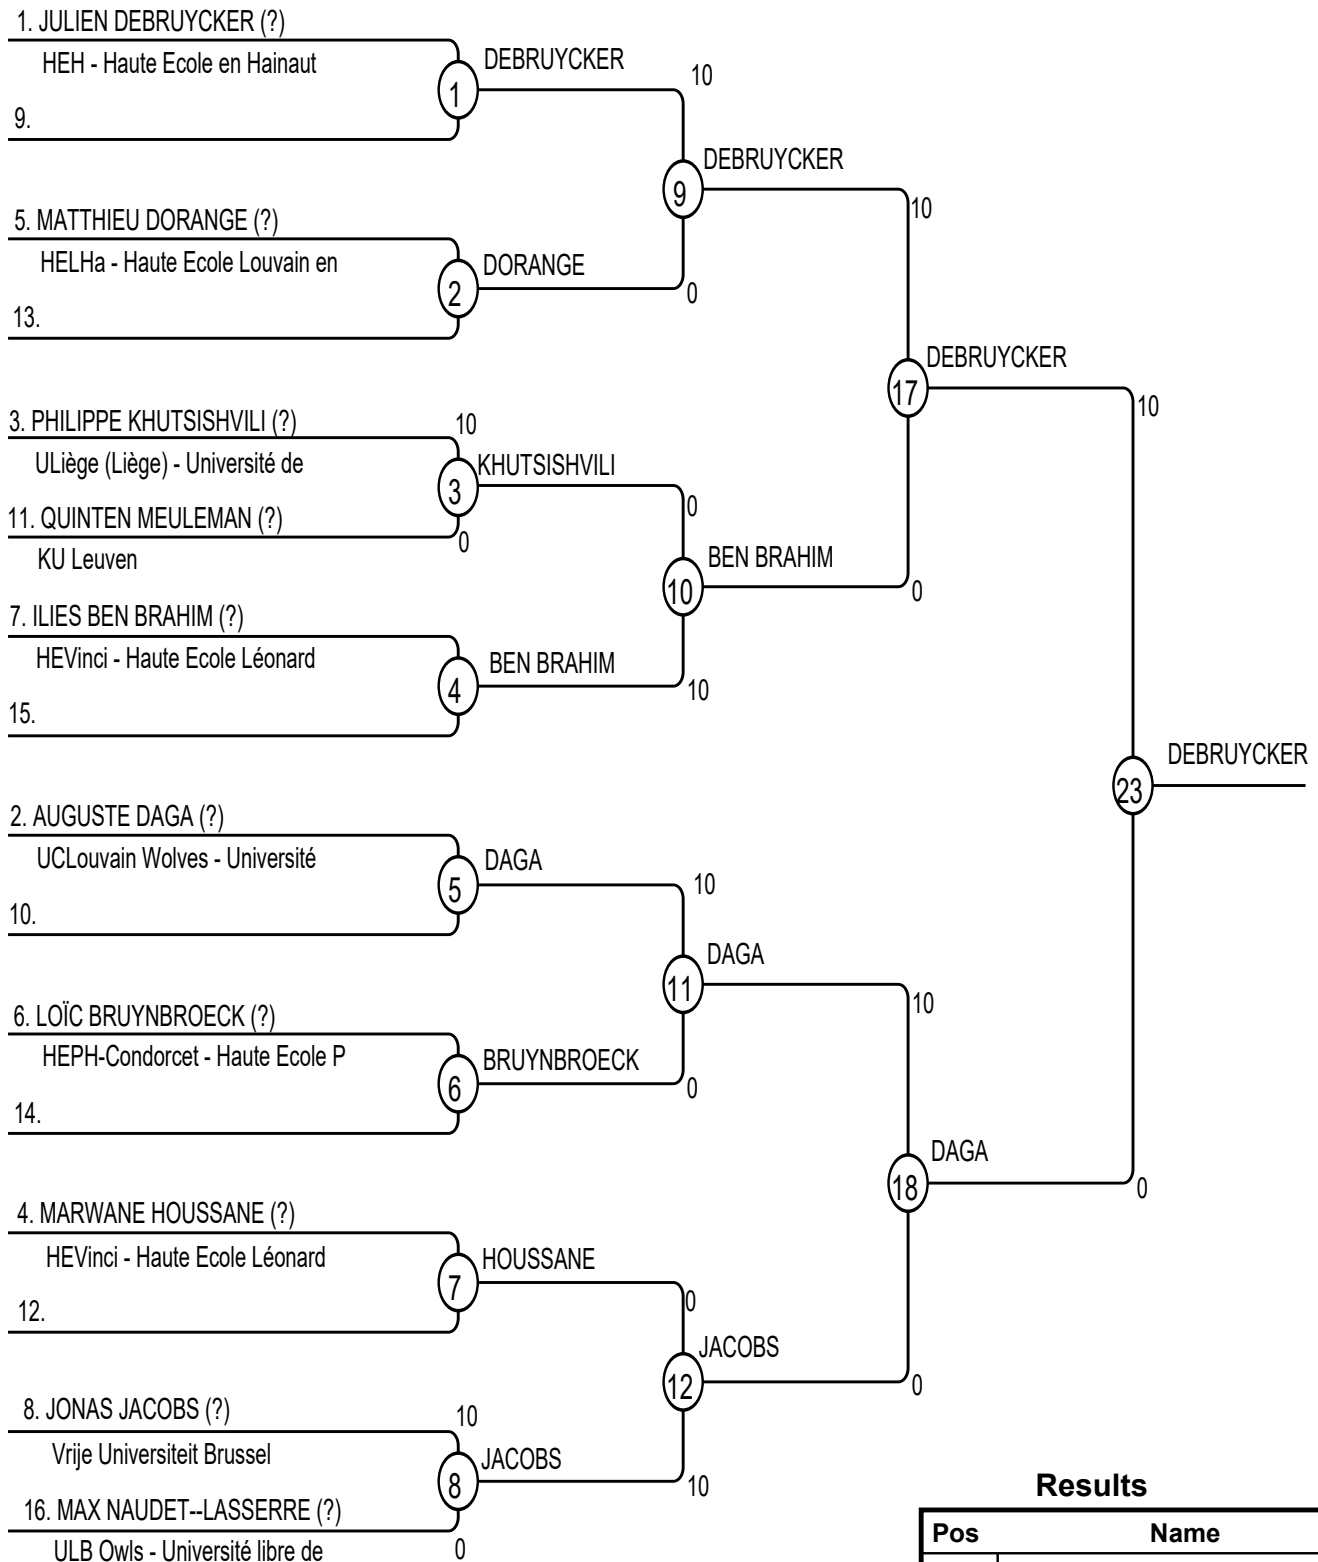 1. JULIEN DEBRUYCKER (?)
HEH - Haute Ecole en Hainaut
9.
1
DEBRUYCKER
10
5. MATTHIEU DORANGE (?)
HELHa - Haute Ecole Louvain en
13.
2
DORANGE
0
9
DEBRUYCKER
10
3. PHILIPPE KHUTSISHVILI (?)
10
ULiège (Liège) - Université de
11. QUINTEN MEULEMAN (?)
0
KU Leuven
3
KHUTSISHVILI
0
7. ILIES BEN BRAHIM (?)
HEVinci - Haute Ecole Léonard
15.
4
BEN BRAHIM
10
10
BEN BRAHIM
0
17
DEBRUYCKER
10
2. AUGUSTE DAGA (?)
UCLouvain Wolves - Université
10.
5
DAGA
10
6. LOÏC BRUYNBROECK (?)
HEPH-Condorcet - Haute Ecole P
14.
6
BRUYNBROECK
0
11
DAGA
10
4. MARWANE HOUSSANE (?)
HEVinci - Haute Ecole Léonard
12.
7
HOUSSANE
0
8. JONAS JACOBS (?)
10
Vrije Universiteit Brussel
16. MAX NAUDET--LASSERRE (?)
0
ULB Owls - Université libre de
8
JACOBS
10
12
JACOBS
0
18
DAGA
0
23
DEBRUYCKER
Results
Pos Name